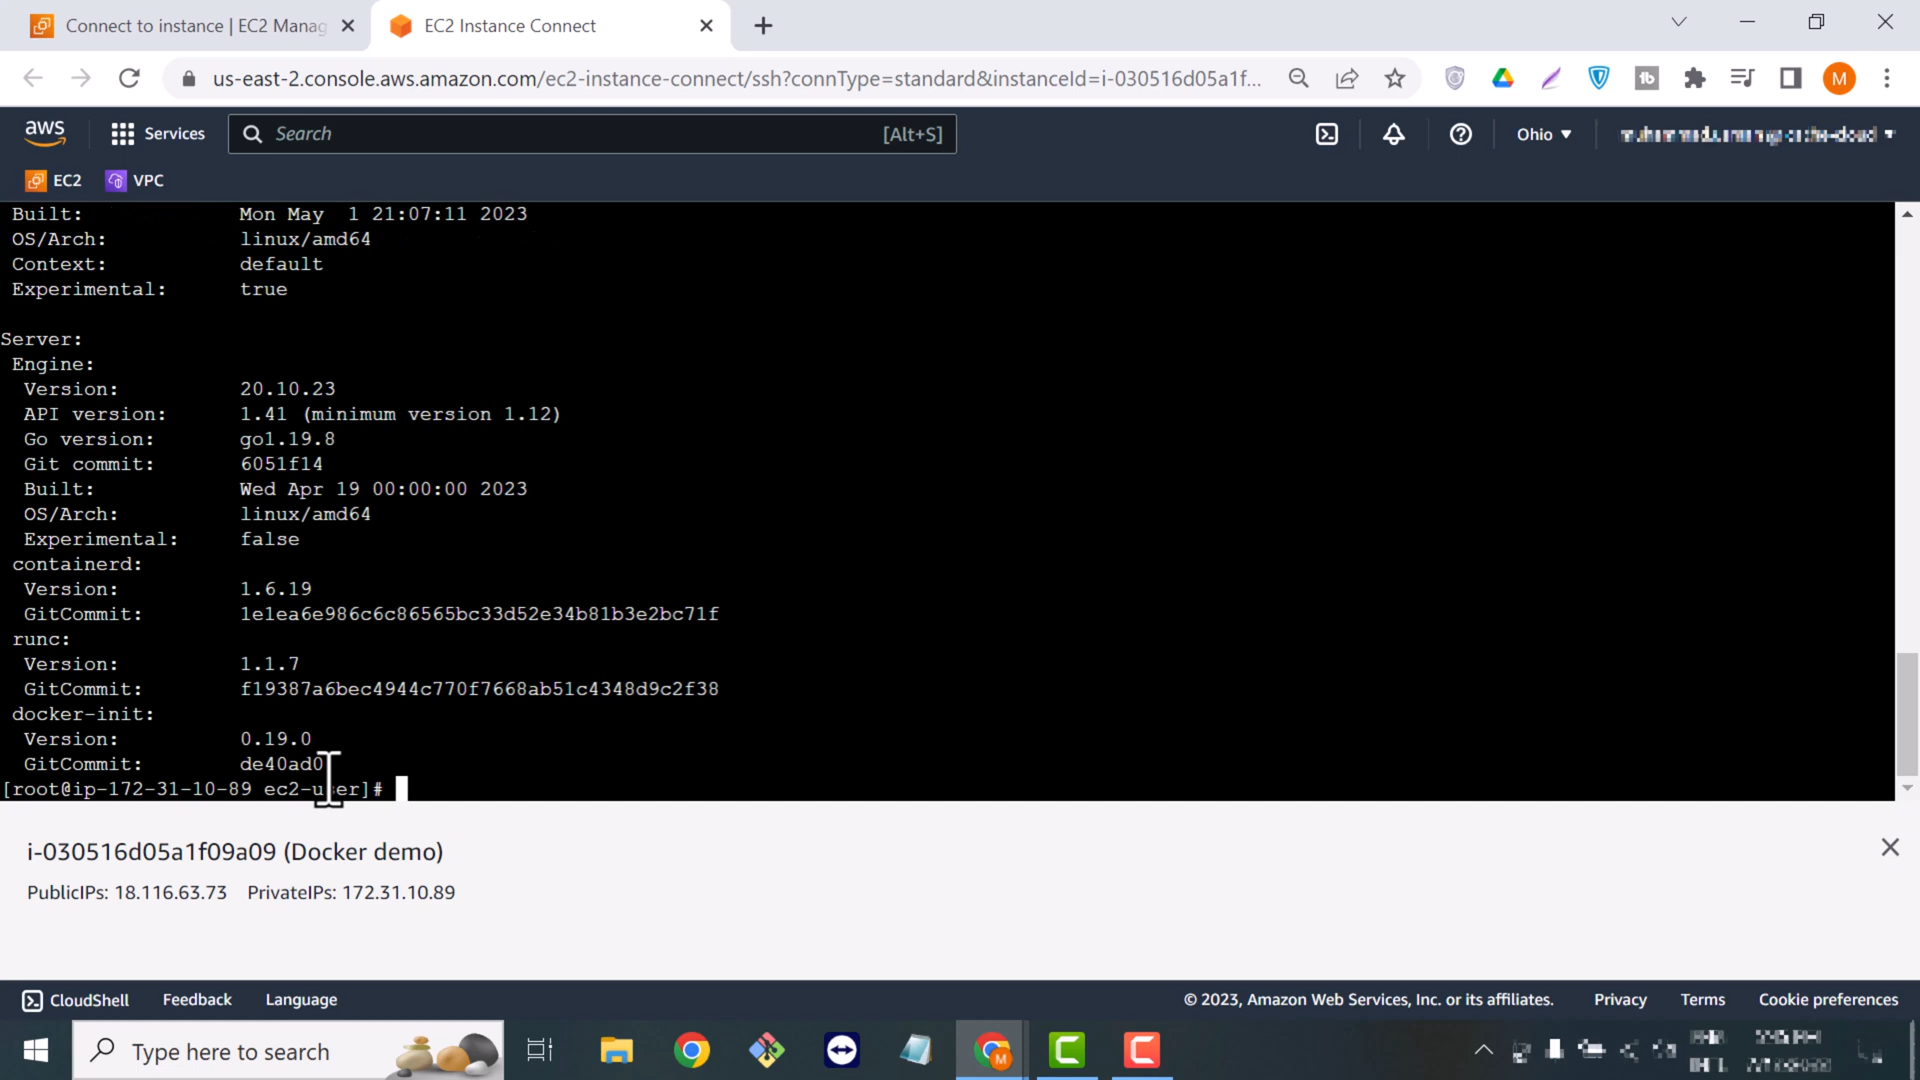 Connect to instance | EC2 Manag
EC2 Instance Connect
us-east-2.console.aws.amazon.com/ec2-instance-connect/ssh?connType=standard&instanceId=i-030516d05a1f...
M
aws
Services
Search
[Alt+S]
Ohio
EC2
VPC
Built: Mon May 1 21:07:11 2023
OS/Arch: linux/amd64
Context: default
Experimental: true
Server:
Engine:
Version: 20.10.23
API version: 1.41 (minimum version 1.12)
Go version: go1.19.8
Git commit: 6051f14
Built: Wed Apr 19 00:00:00 2023
OS/Arch: linux/amd64
Experimental: false
containerd:
Version: 1.6.19
GitCommit: 1e1ea6e986c6c86565bc33d52e34b81b3e2bc71f
runc:
Version: 1.1.7
GitCommit: f19387a6bec4944c770f7668ab51c4348d9c2f38
docker-init:
Version: 0.19.0
GitCommit: de40ad0
[root@ip-172-31-10-89 ec2-user]#
i-030516d05a1f09a09 (Docker demo)
PublicIPs: 18.116.63.73 PrivateIPs: 172.31.10.89
CloudShell
Feedback
Language
© 2023, Amazon Web Services, Inc. or its affiliates.
Privacy
Terms
Cookie preferences
Type here to search